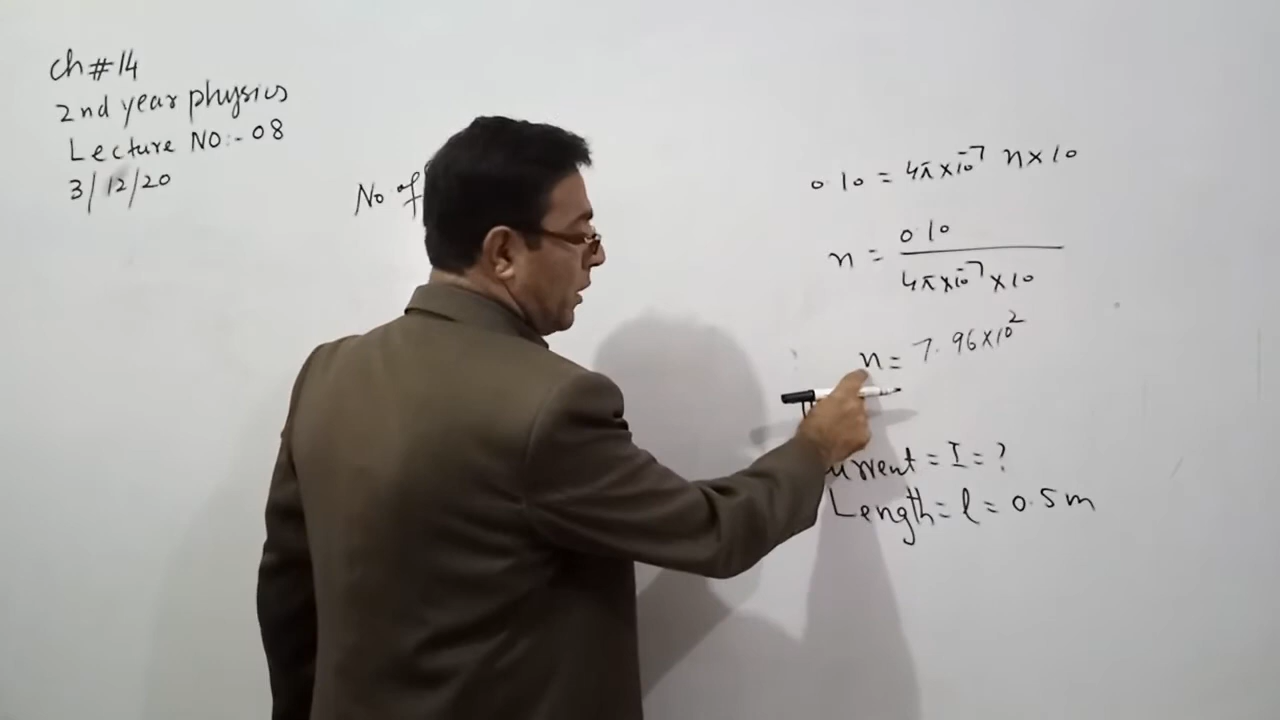 Ch # 14
2nd year physics
Lecture NO:- 08
3/12/20
No of
0.10 = 4π×10⁻⁷ n×10
n = 0.10
4π×10⁻⁷ ×10
n = 7.96×10²
urrent = I = ?
Length = l = 0.5m